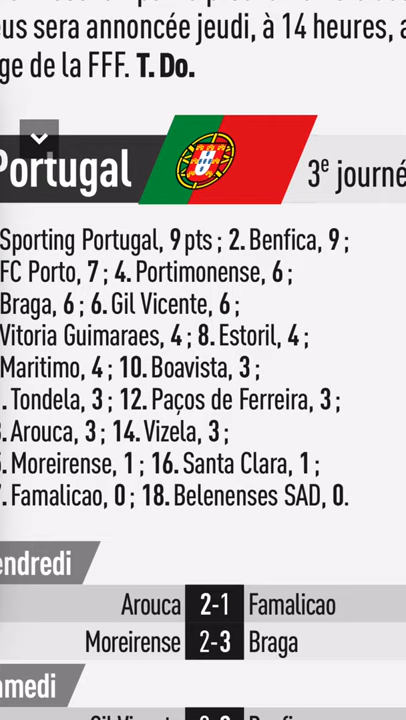 eus sera annoncée jeudi, à 14 heures, a
ge de la FFF. T. Do.
Portugal
3e journé
Sporting Portugal, 9 pts ; 2. Benfica, 9 ;
FC Porto, 7 ; 4. Portimonense, 6 ;
Braga, 6 ; 6. Gil Vicente, 6 ;
Vitoria Guimaraes, 4 ; 8. Estoril, 4 ;
Maritimo, 4 ; 10. Boavista, 3 ;
. Tondela, 3 ; 12. Paços de Ferreira, 3 ;
. Arouca, 3 ; 14. Vizela, 3 ;
. Moreirense, 1 ; 16. Santa Clara, 1 ;
. Famalicao, 0 ; 18. Belenenses SAD, 0.
endredi
Arouca 2-1 Famalicao
Moreirense 2-3 Braga
amedi